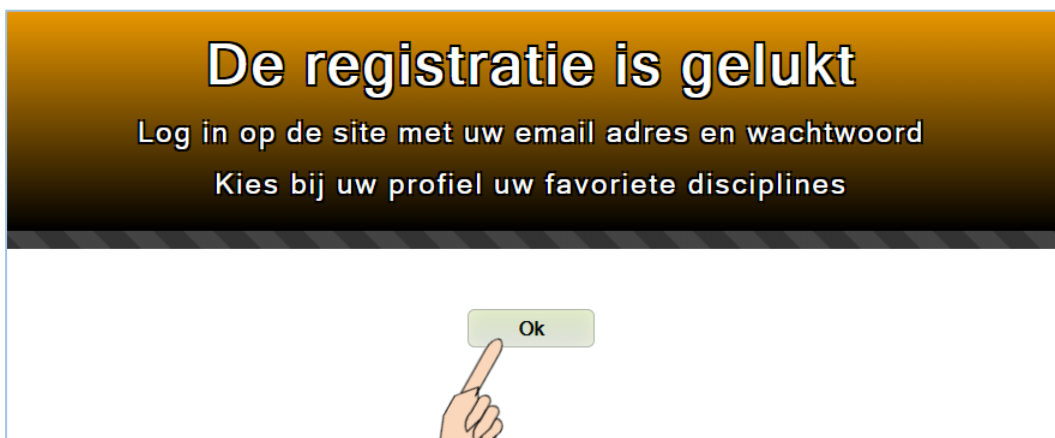 De registratie is gelukt
Log in op de site met uw email adres en wachtwoord
Kies bij uw profiel uw favoriete disciplines
Ok